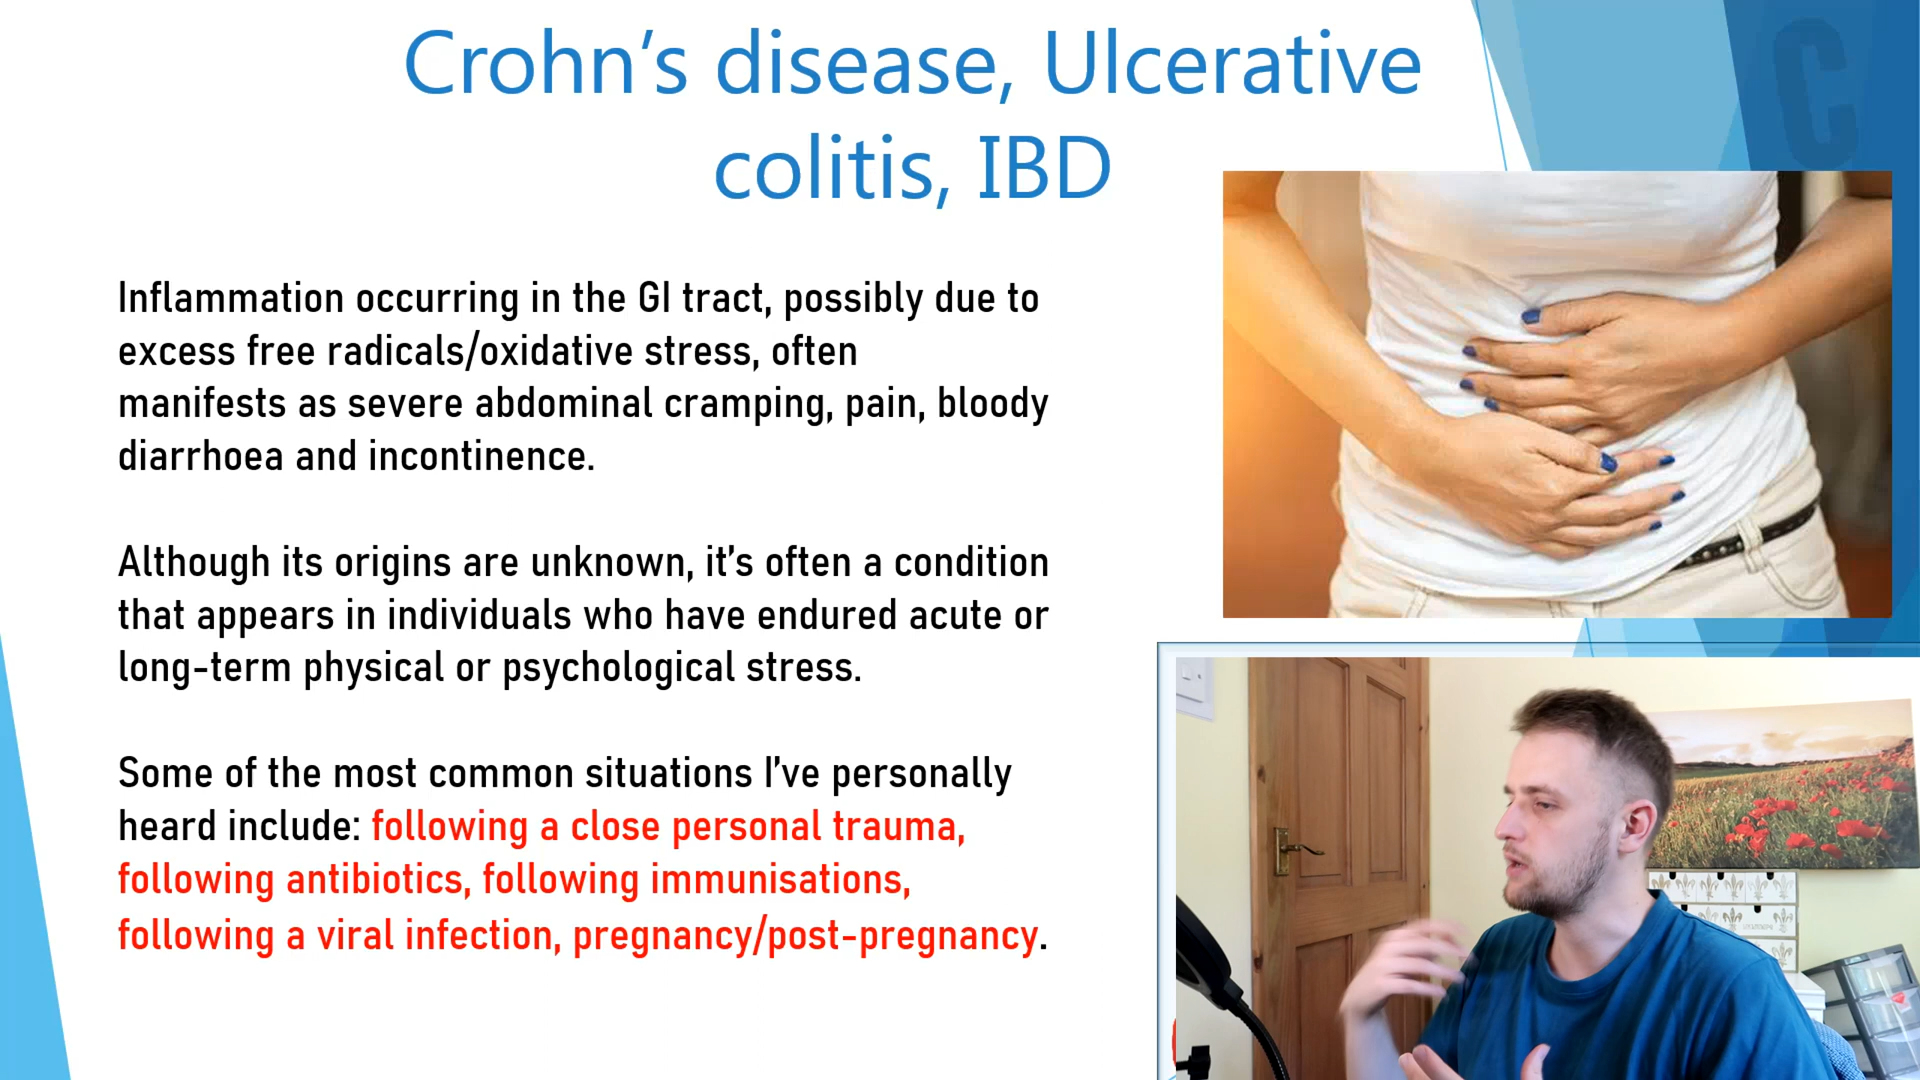 Crohn’s disease, Ulcerative
colitis, IBD
Inflammation occurring in the GI tract, possibly due to
excess free radicals/oxidative stress, often
manifests as severe abdominal cramping, pain, bloody
diarrhoea and incontinence.
Although its origins are unknown, it’s often a condition
that appears in individuals who have endured acute or
long-term physical or psychological stress.
Some of the most common situations I’ve personally
heard include: following a close personal trauma,
following antibiotics, following immunisations,
following a viral infection, pregnancy/post-pregnancy.
C